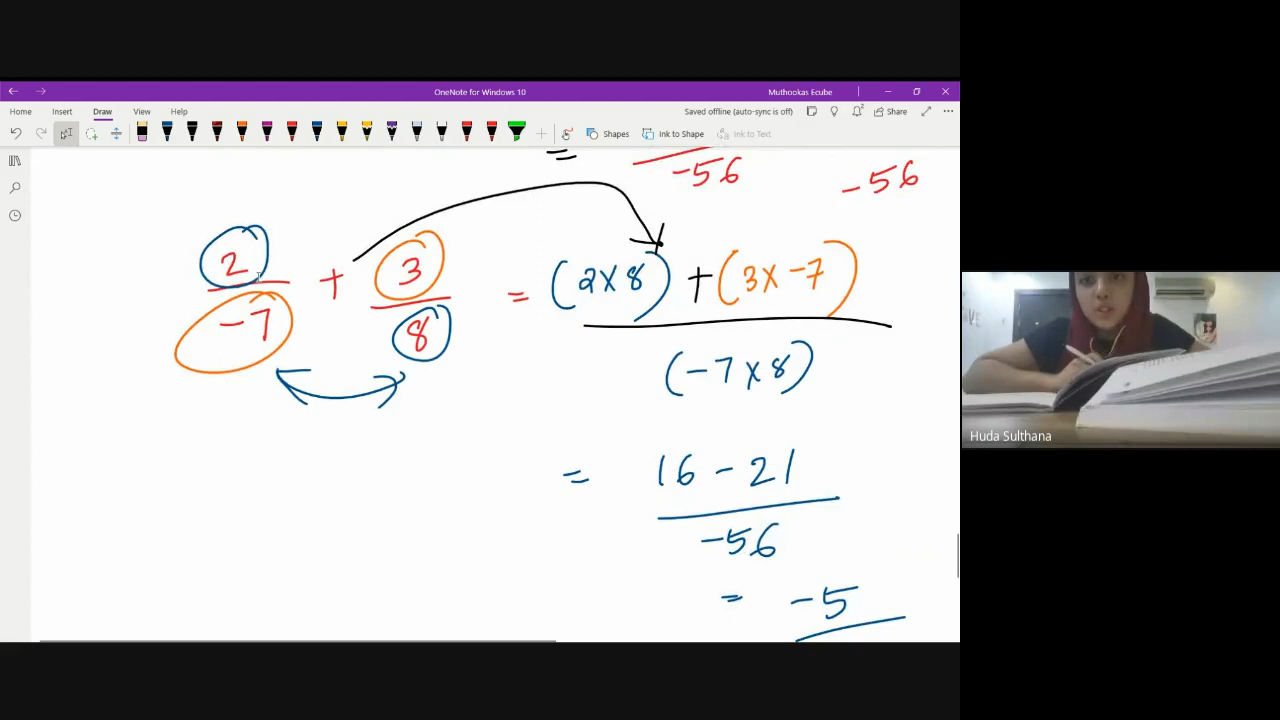 OneNote for Windows 10
Muthookas Ecube
Home Insert Draw View Help
Saved offline (auto-sync is off)
Share
Shapes
Ink to Shape
Ink to Text
=
-56
-56
2/-7 + 3/8 = (2x8) + (3x-7)
(-7x8)
= 16 - 21
-56
= -5
Huda Sulthana